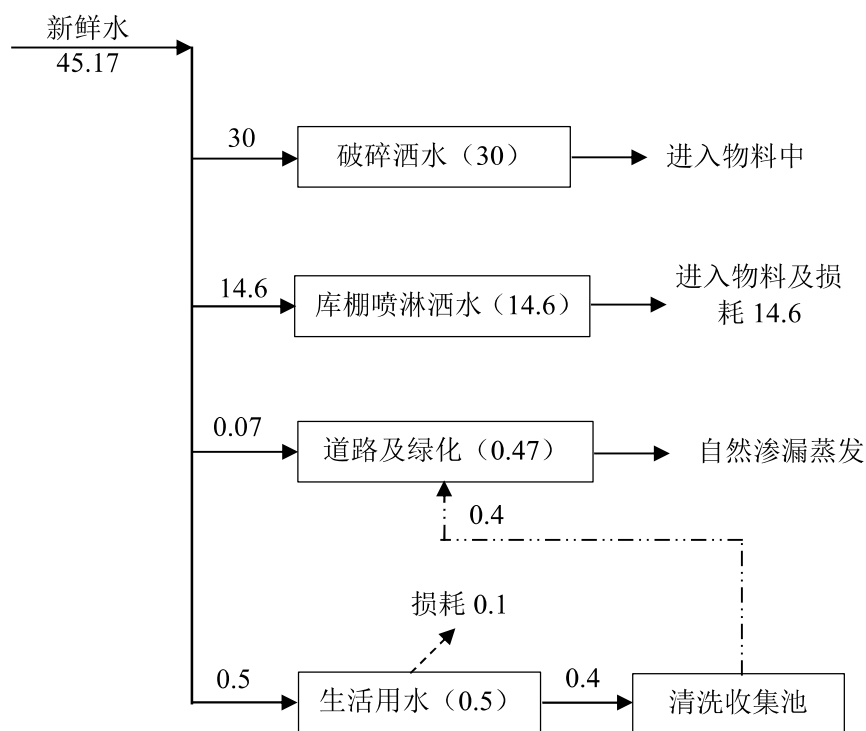 新鲜水
45.17
30
破碎洒水（30）
进入物料中
14.6
库棚喷淋洒水（14.6）
进入物料及损
耗 14.6
0.07
道路及绿化（0.47）
自然渗漏蒸发
0.4
损耗 0.1
0.5
生活用水（0.5）
0.4
清洗收集池